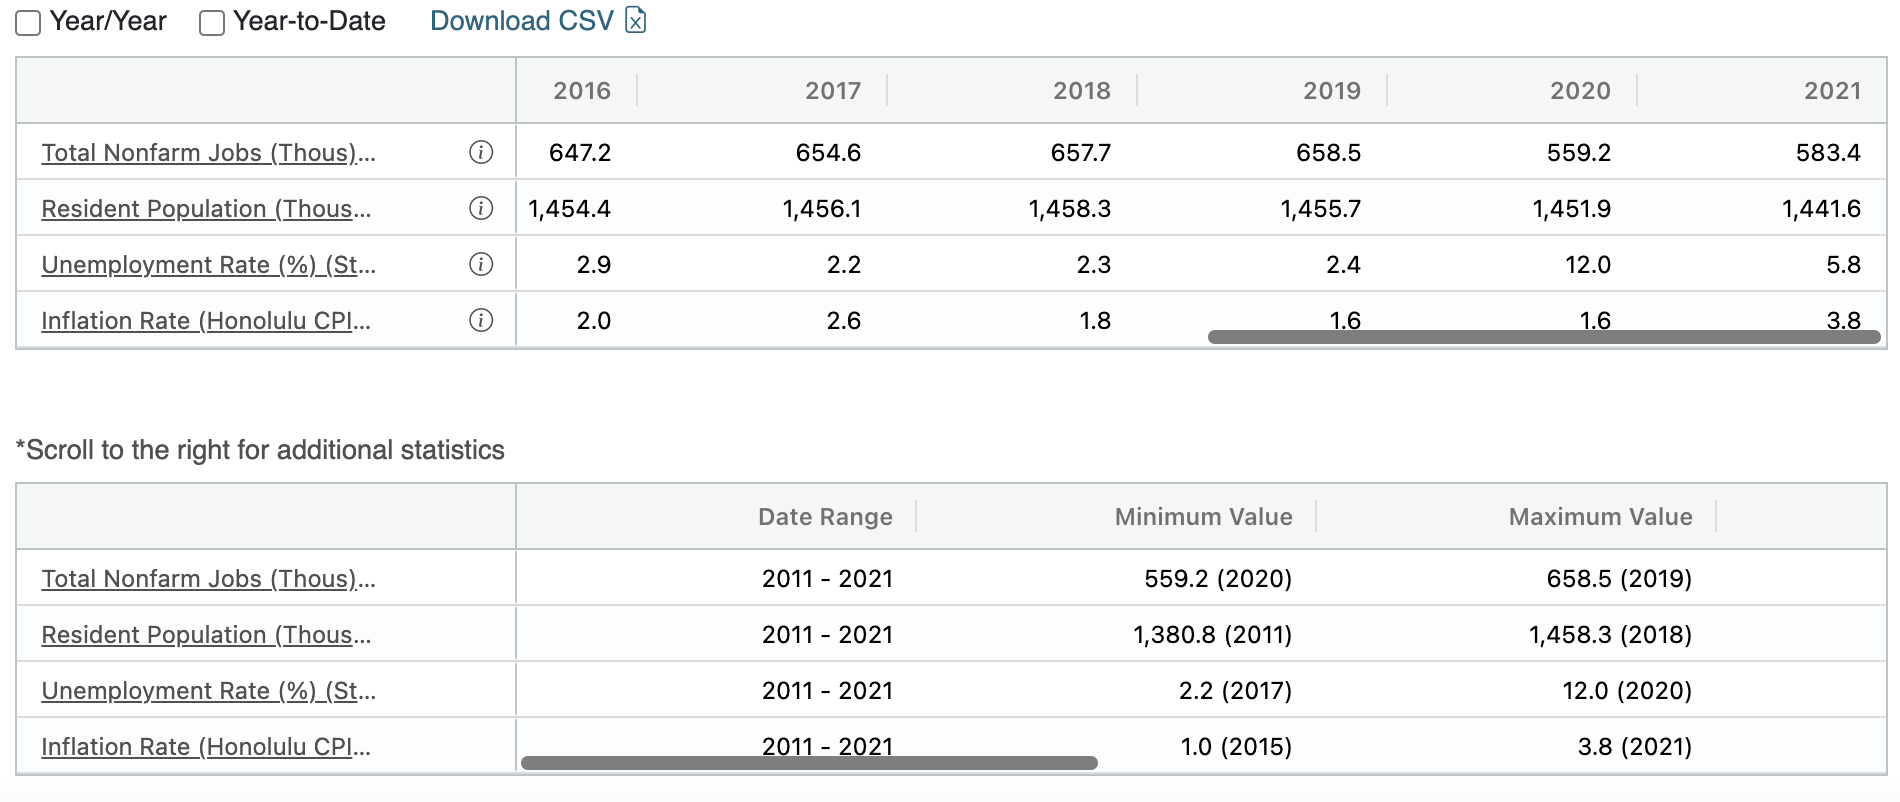 Year/Year Year-to-Date Download CSV
2016 2017 2018 2019 2020 2021
Total Nonfarm Jobs (Thous)... 647.2 654.6 657.7 658.5 559.2 583.4
Resident Population (Thous... 1,454.4 1,456.1 1,458.3 1,455.7 1,451.9 1,441.6
Unemployment Rate (%) (St... 2.9 2.2 2.3 2.4 12.0 5.8
Inflation Rate (Honolulu CPI... 2.0 2.6 1.8 1.6 1.6 3.8
*Scroll to the right for additional statistics
Date Range Minimum Value Maximum Value
Total Nonfarm Jobs (Thous)... 2011 - 2021 559.2 (2020) 658.5 (2019)
Resident Population (Thous... 2011 - 2021 1,380.8 (2011) 1,458.3 (2018)
Unemployment Rate (%) (St... 2011 - 2021 2.2 (2017) 12.0 (2020)
Inflation Rate (Honolulu CPI... 2011 - 2021 1.0 (2015) 3.8 (2021)